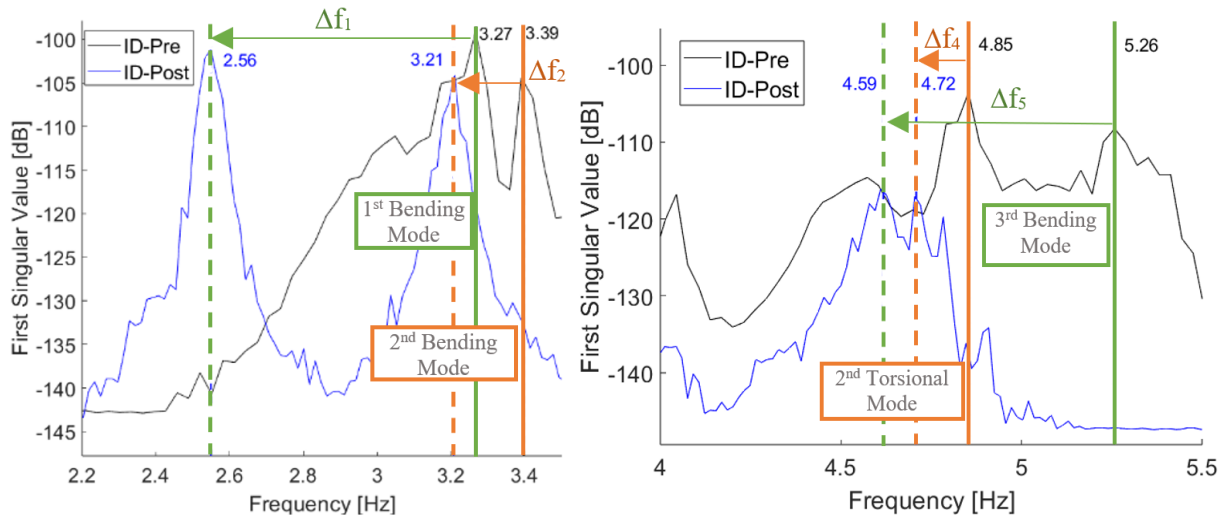 Δf₁
3.27
3.39
ID-Pre
ID-Post
2.56
3.21
Δf₂
-100
-105
-110
-115
-120
-125
-130
-135
-140
-145
First Singular Value [dB]
1ˢᵗ Bending
Mode
2ⁿᵈ Bending
Mode
2.2
2.4
2.6
2.8
3
3.2
3.4
Frequency [Hz]
Δf₄
4.85
5.26
ID-Pre
ID-Post
4.59
4.72
Δf₅
-100
-110
-120
-130
-140
First Singular Value [dB]
3ʳᵈ Bending
Mode
2ⁿᵈ Torsional
Mode
4
4.5
5
5.5
Frequency [Hz]